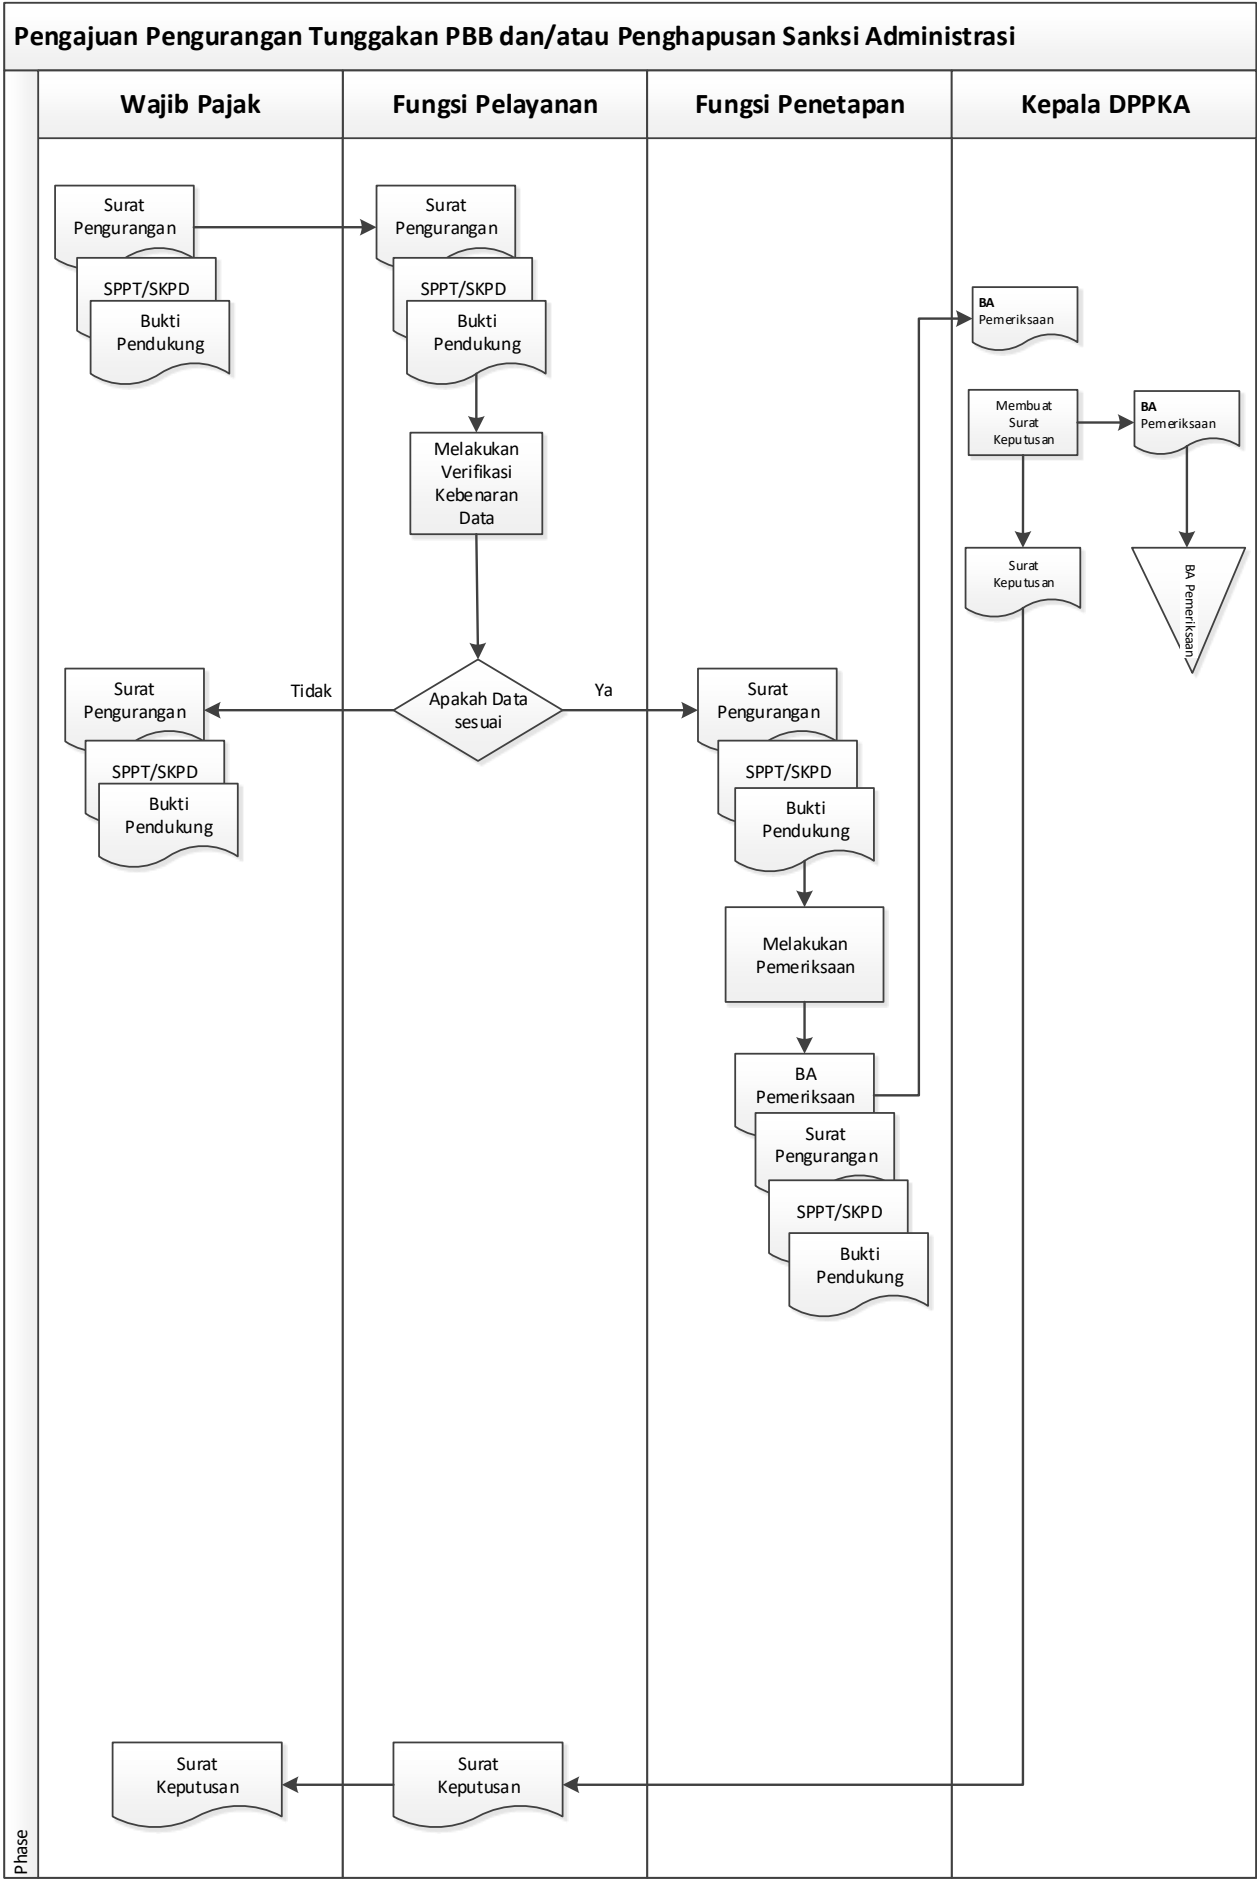 Pengajuan Pengurangan Tunggakan PBB dan/atau Penghapusan Sanksi Administrasi
Wajib Pajak
Fungsi Pelayanan
Fungsi Penetapan
Kepala DPPKA
Surat
Pengurangan
SPPT/SKPD
Bukti
Pendukung
Surat
Pengurangan
SPPT/SKPD
Bukti
Pendukung
BA
Pemeriksaan
Melakukan
Verifikasi
Kebenaran
Data
Membuat
Surat
Keputusan
BA
Pemeriksaan
Surat
Keputusan
BA Pemeriksaan
Apakah Data
sesuai
Tidak
Ya
Surat
Pengurangan
SPPT/SKPD
Bukti
Pendukung
Surat
Pengurangan
SPPT/SKPD
Bukti
Pendukung
Melakukan
Pemeriksaan
BA
Pemeriksaan
Surat
Pengurangan
SPPT/SKPD
Bukti
Pendukung
Surat
Keputusan
Surat
Keputusan
Phase